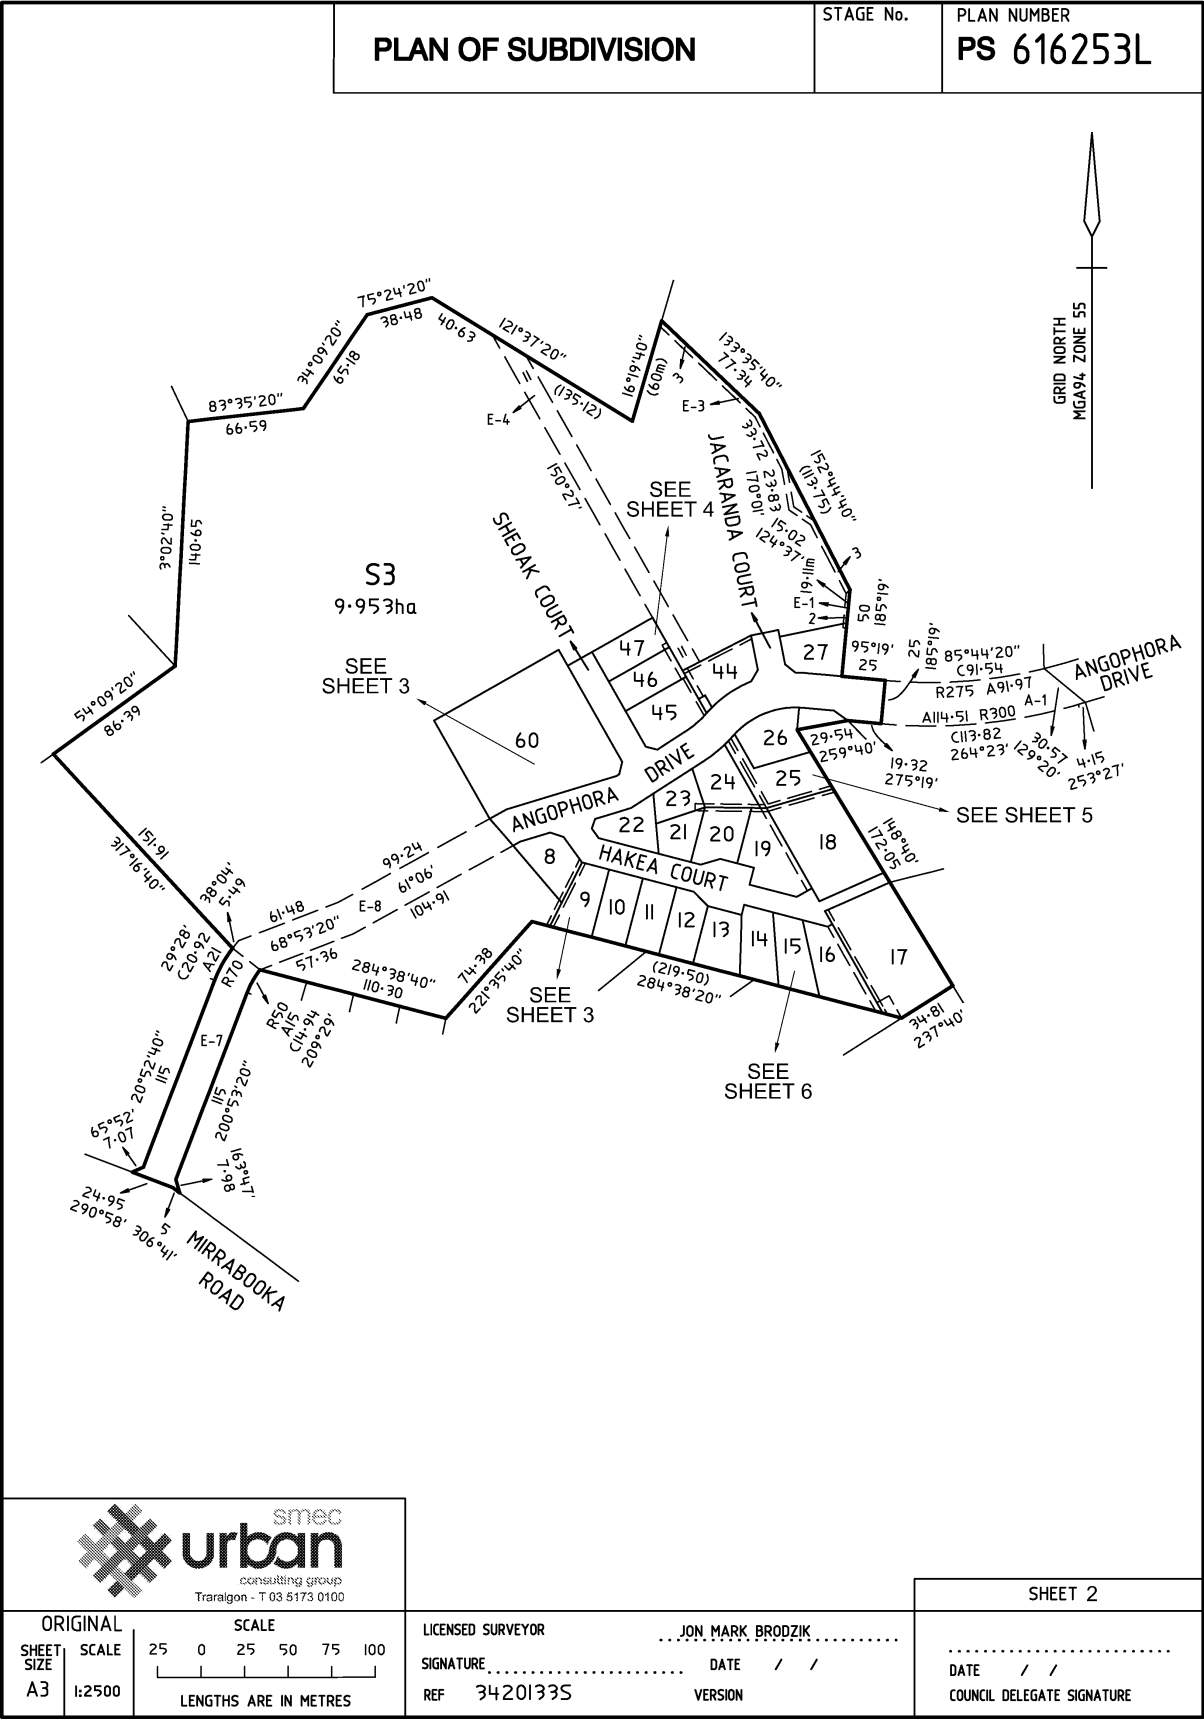 PLAN OF SUBDIVISION
STAGE No.
PLAN NUMBER
PS 616253L
GRID NORTH
MGA94 ZONE 55
75°24'20"
38·48
40·63
121°37'20"
(135·12)
16°19'40"
(60m)
133°35'40"
77·34
3
E-3
E-4
34°09'20"
65·18
83°35'20"
66·59
3°02'40"
140·65
54°09'20"
86·39
151·91
317°16'40"
150°27'
33·72
23·83
170°01'
15·02
124°37'
19·11m
152°44'40"
(113·75)
3
E-1
2
50
185°19'
JACARANDA COURT
SHEOAK COURT
SEE
SHEET 4
S3
9·953ha
SEE
SHEET 3
47
46
45
44
27
95°19'
25
25
185°19'
85°44'20"
C91·54
R275 A91·97
A-1
A114·51 R300
C113·82
264°23'
30·57
129°20'
4·15
253°27'
ANGOPHORA
DRIVE
19·32
275°19'
29·54
259°40'
60
26
25
24
23
22
21
20
19
18
ANGOPHORA DRIVE
HAKEA COURT
SEE SHEET 5
148°40'
172·05
8
9
10
11
12
13
14
15
16
17
99·24
61°06'
104·91
E-8
61·48
68°53'20"
57·36
38°04'
5·49
29°28'
C20·92
A21
R70
284°38'40"
110·30
74·38
221°35'40"
(219·50)
284°38'20"
SEE
SHEET 3
SEE
SHEET 6
34·81
237°40'
R50
A15
C14·94
209°29'
E-7
20°52'40"
115
115
200°53'20"
65°52'
7·07
163°47'
7·98
24·95
290°58'
5
306°41'
MIRRABOOKA
ROAD
smec
urban
consulting group
Traralgon - T 03 5173 0100
SHEET 2
ORIGINAL
SHEET
SIZE
A3
SCALE
1:2500
SCALE
25 0 25 50 75 100
LENGTHS ARE IN METRES
LICENSED SURVEYOR JON MARK BRODZIK
SIGNATURE DATE / /
REF 3420133S VERSION
DATE / /
COUNCIL DELEGATE SIGNATURE